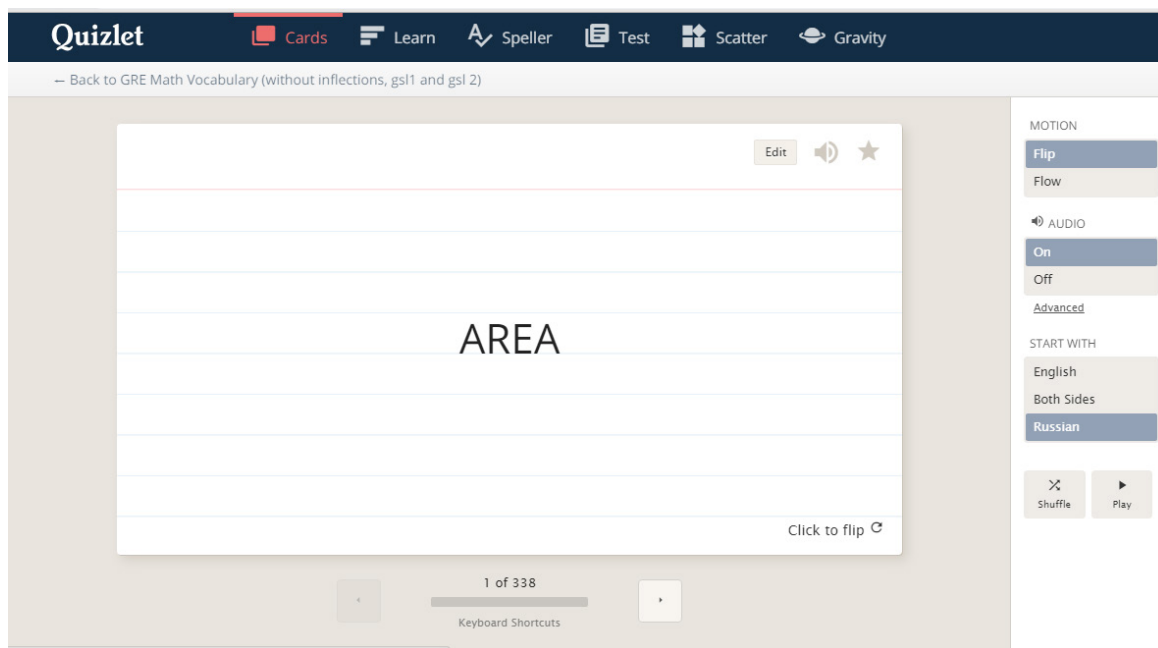 Quizlet Cards Learn Speller Test Scatter Gravity
← Back to GRE Math Vocabulary (without inflections, gsl1 and gsl 2)
Edit
AREA
Click to flip
1 of 338
Keyboard Shortcuts
MOTION
Flip
Flow
AUDIO
On
Off
Advanced
START WITH
English
Both Sides
Russian
Shuffle Play